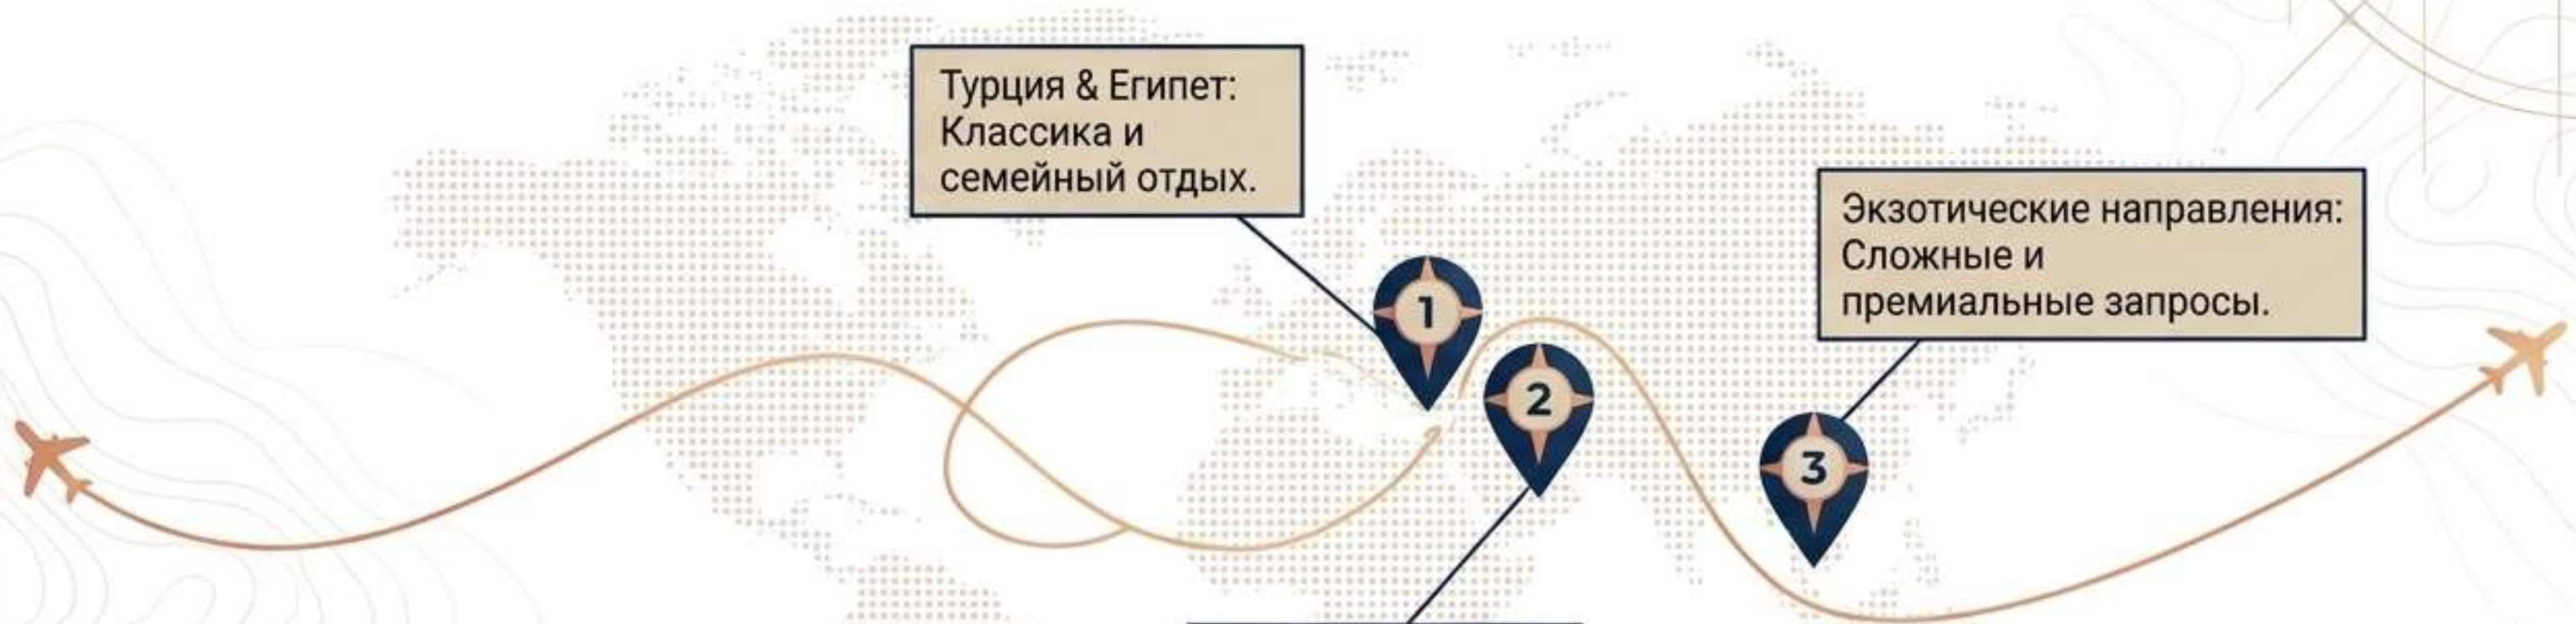 Турция & Египет:
Классика и
семейный отдых.
Экзотические направления:
Сложные и
премиальные запросы.
1
2
3